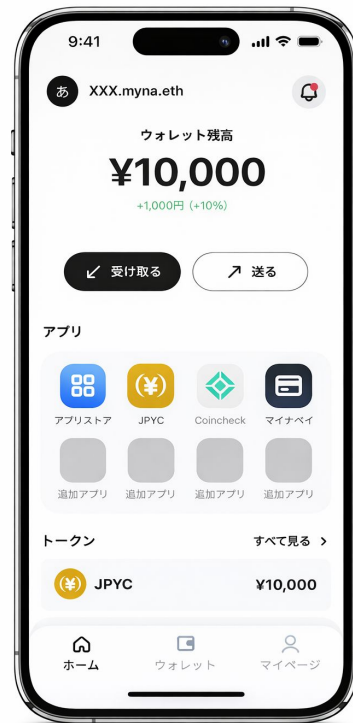 9:41
あ XXX.myna.eth
ウォレット残高
¥10,000
+1,000円 (+10%)
受け取る 送る
アプリ
(¥)
アプリストア JPYC Coincheck マイナペイ
追加アプリ 追加アプリ 追加アプリ 追加アプリ
トークン すべて見る
(¥) JPYC ¥10,000
ホーム ウォレット マイページ